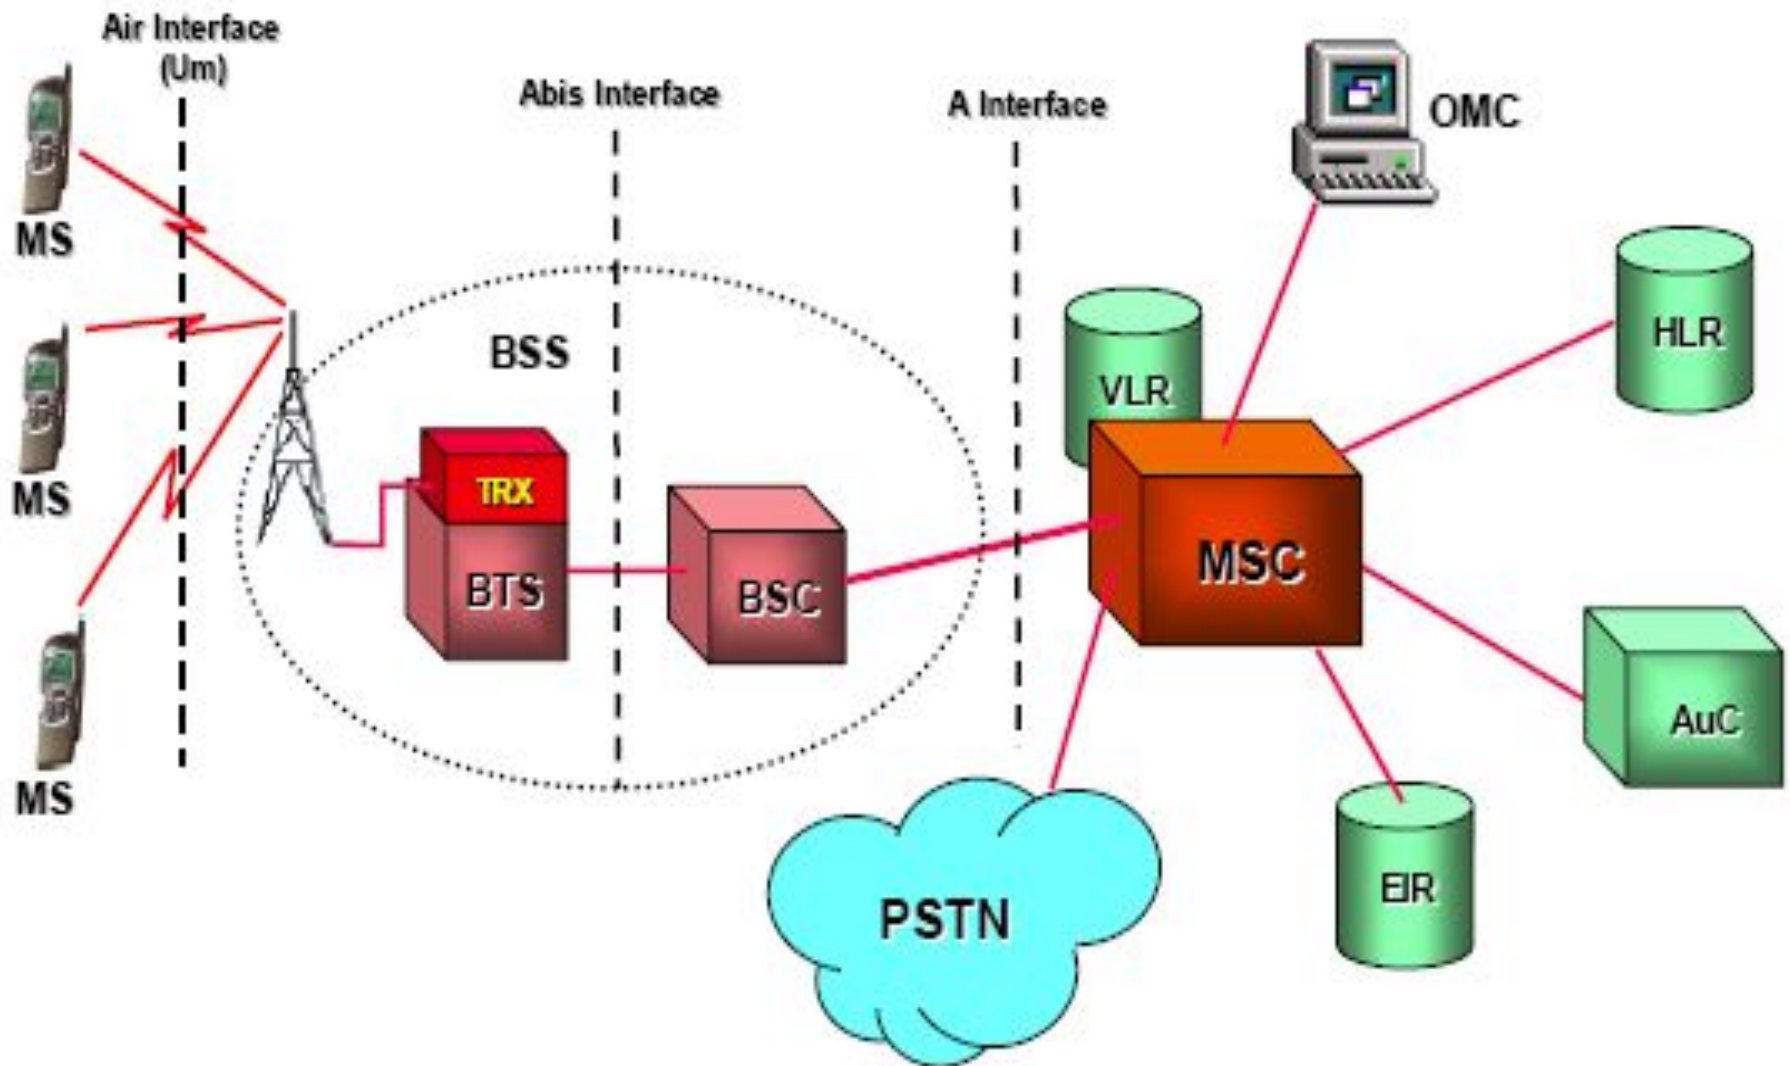 Air Interface
(Um)
Abis Interface
A Interface
OMC
MS
HLR
BSS
VLR
MS
TRX
BTS
BSC
MSC
AuC
MS
PSTN
EIR